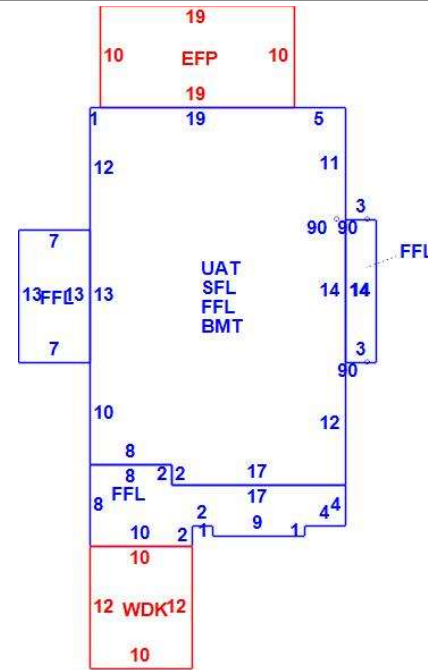 19
10 EFP 10
19
1 19 5
12 11
3
90 90
7 FFL
UAT
SFL
FFL
BMT
13 FFL 13 13 14 14
7 3
90
10 12
8
8 2 2 17
FFL 17
8 2 4 4
10 2 1 9 1
10
12 WDK 12
10